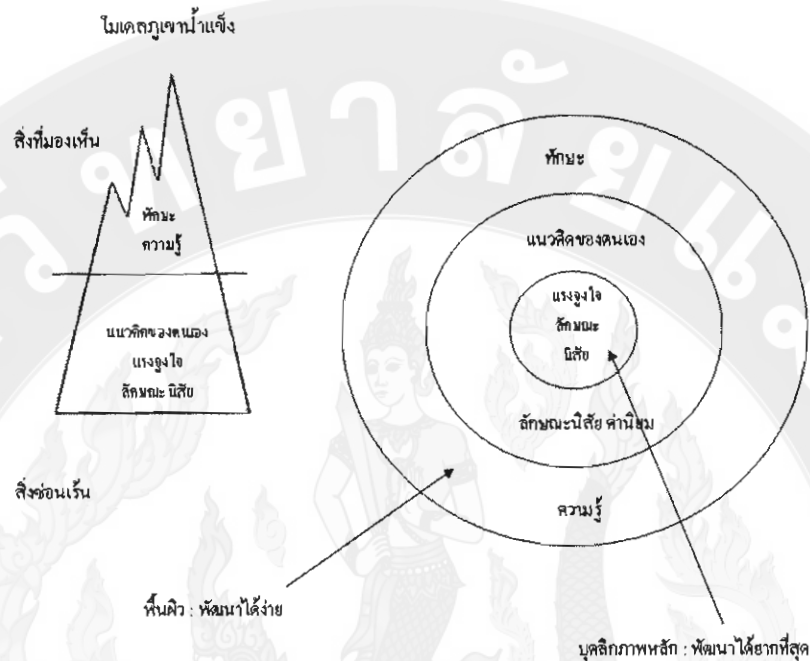 โมเดลภูเขาน้ำแข็ง
สิ่งที่มองเห็น
ทักษะ
ความรู้
แนวคิดของตนเอง
แรงจูงใจ
ลักษณะนิสัย
สิ่งซ่อนเร้น
ทักษะ
แนวคิดของตนเอง
แรงจูงใจ
ลักษณะ
นิสัย
ลักษณะนิสัย ค่านิยม
ความรู้
พื้นผิว : พัฒนาได้ง่าย
บุคลิกภาพหลัก : พัฒนาได้ยากที่สุด